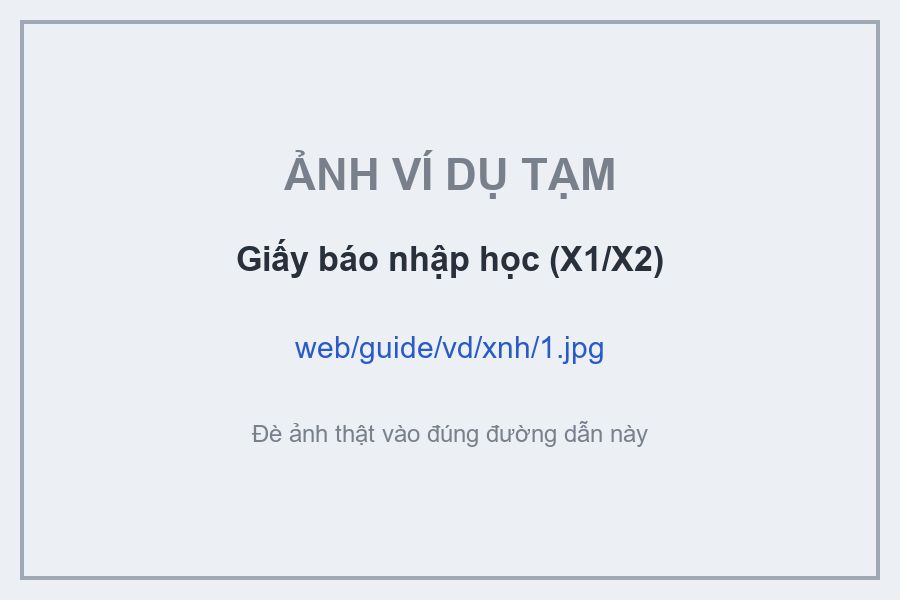 ẢNH VÍ DỤ TẠM
Giấy báo nhập học (X1/X2)
web/guide/vd/xnh/1.jpg
Đè ảnh thật vào đúng đường dẫn này